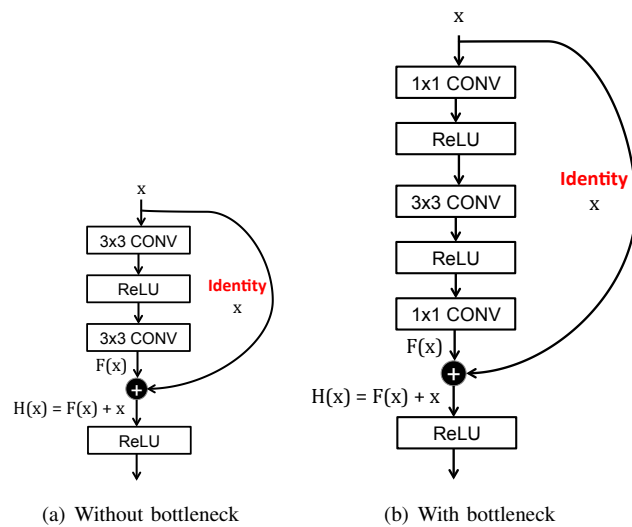 x
3x3 CONV
ReLU
Identity
x
3x3 CONV
F(x)
+
H(x) = F(x) + x
ReLU
(a) Without bottleneck
x
1x1 CONV
ReLU
Identity
x
3x3 CONV
ReLU
1x1 CONV
F(x)
+
H(x) = F(x) + x
ReLU
(b) With bottleneck